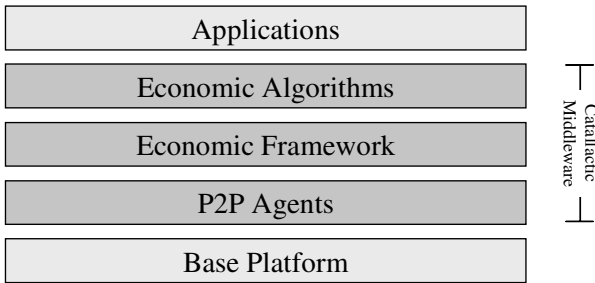 Applications
Economic Algorithms
Economic Framework
P2P Agents
Base Platform
Catallactic
Middleware